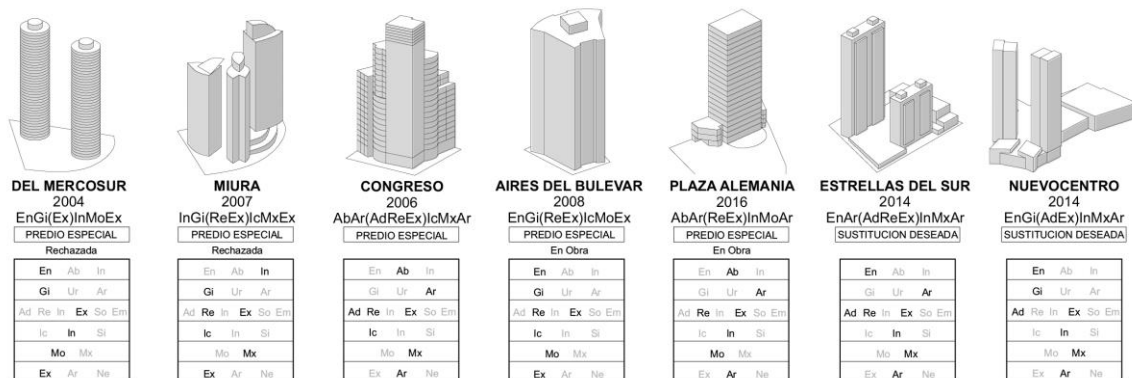 DEL MERCOSUR
2004
EnGi(Ex)InMoEx
PREDIO ESPECIAL
Rechazada
En Ab In
Gi Ur Ar
Ad Re In Ex So Em
Ic In Si
Mo Mx
Ex Ar Ne
MIURA
2007
InGi(ReEx)IcMxEx
PREDIO ESPECIAL
Rechazada
En Ab In
Gi Ur Ar
Ad Re In Ex So Em
Ic In Si
Mo Mx
Ex Ar Ne
CONGRESO
2006
AbAr(AdReEx)IcMxAr
PREDIO ESPECIAL
En Ab In
Gi Ur Ar
Ad Re In Ex So Em
Ic In Si
Mo Mx
Ex Ar Ne
AIRES DEL BULEVAR
2008
EnGi(ReEx)IcMoEx
PREDIO ESPECIAL
En Obra
En Ab In
Gi Ur Ar
Ad Re In Ex So Em
Ic In Si
Mo Mx
Ex Ar Ne
PLAZA ALEMANIA
2016
AbAr(ReEx)InMoAr
PREDIO ESPECIAL
En Obra
En Ab In
Gi Ur Ar
Ad Re In Ex So Em
Ic In Si
Mo Mx
Ex Ar Ne
ESTRELLAS DEL SUR
2014
EnAr(AdReEx)InMxAr
SUSTITUCION DESEADA
En Ab In
Gi Ur Ar
Ad Re In Ex So Em
Ic In Si
Mo Mx
Ex Ar Ne
NUEVOCENTRO
2014
EnGi(AdEx)InMxAr
SUSTITUCION DESEADA
En Ab In
Gi Ur Ar
Ad Re In Ex So Em
Ic In Si
Mo Mx
Ex Ar Ne